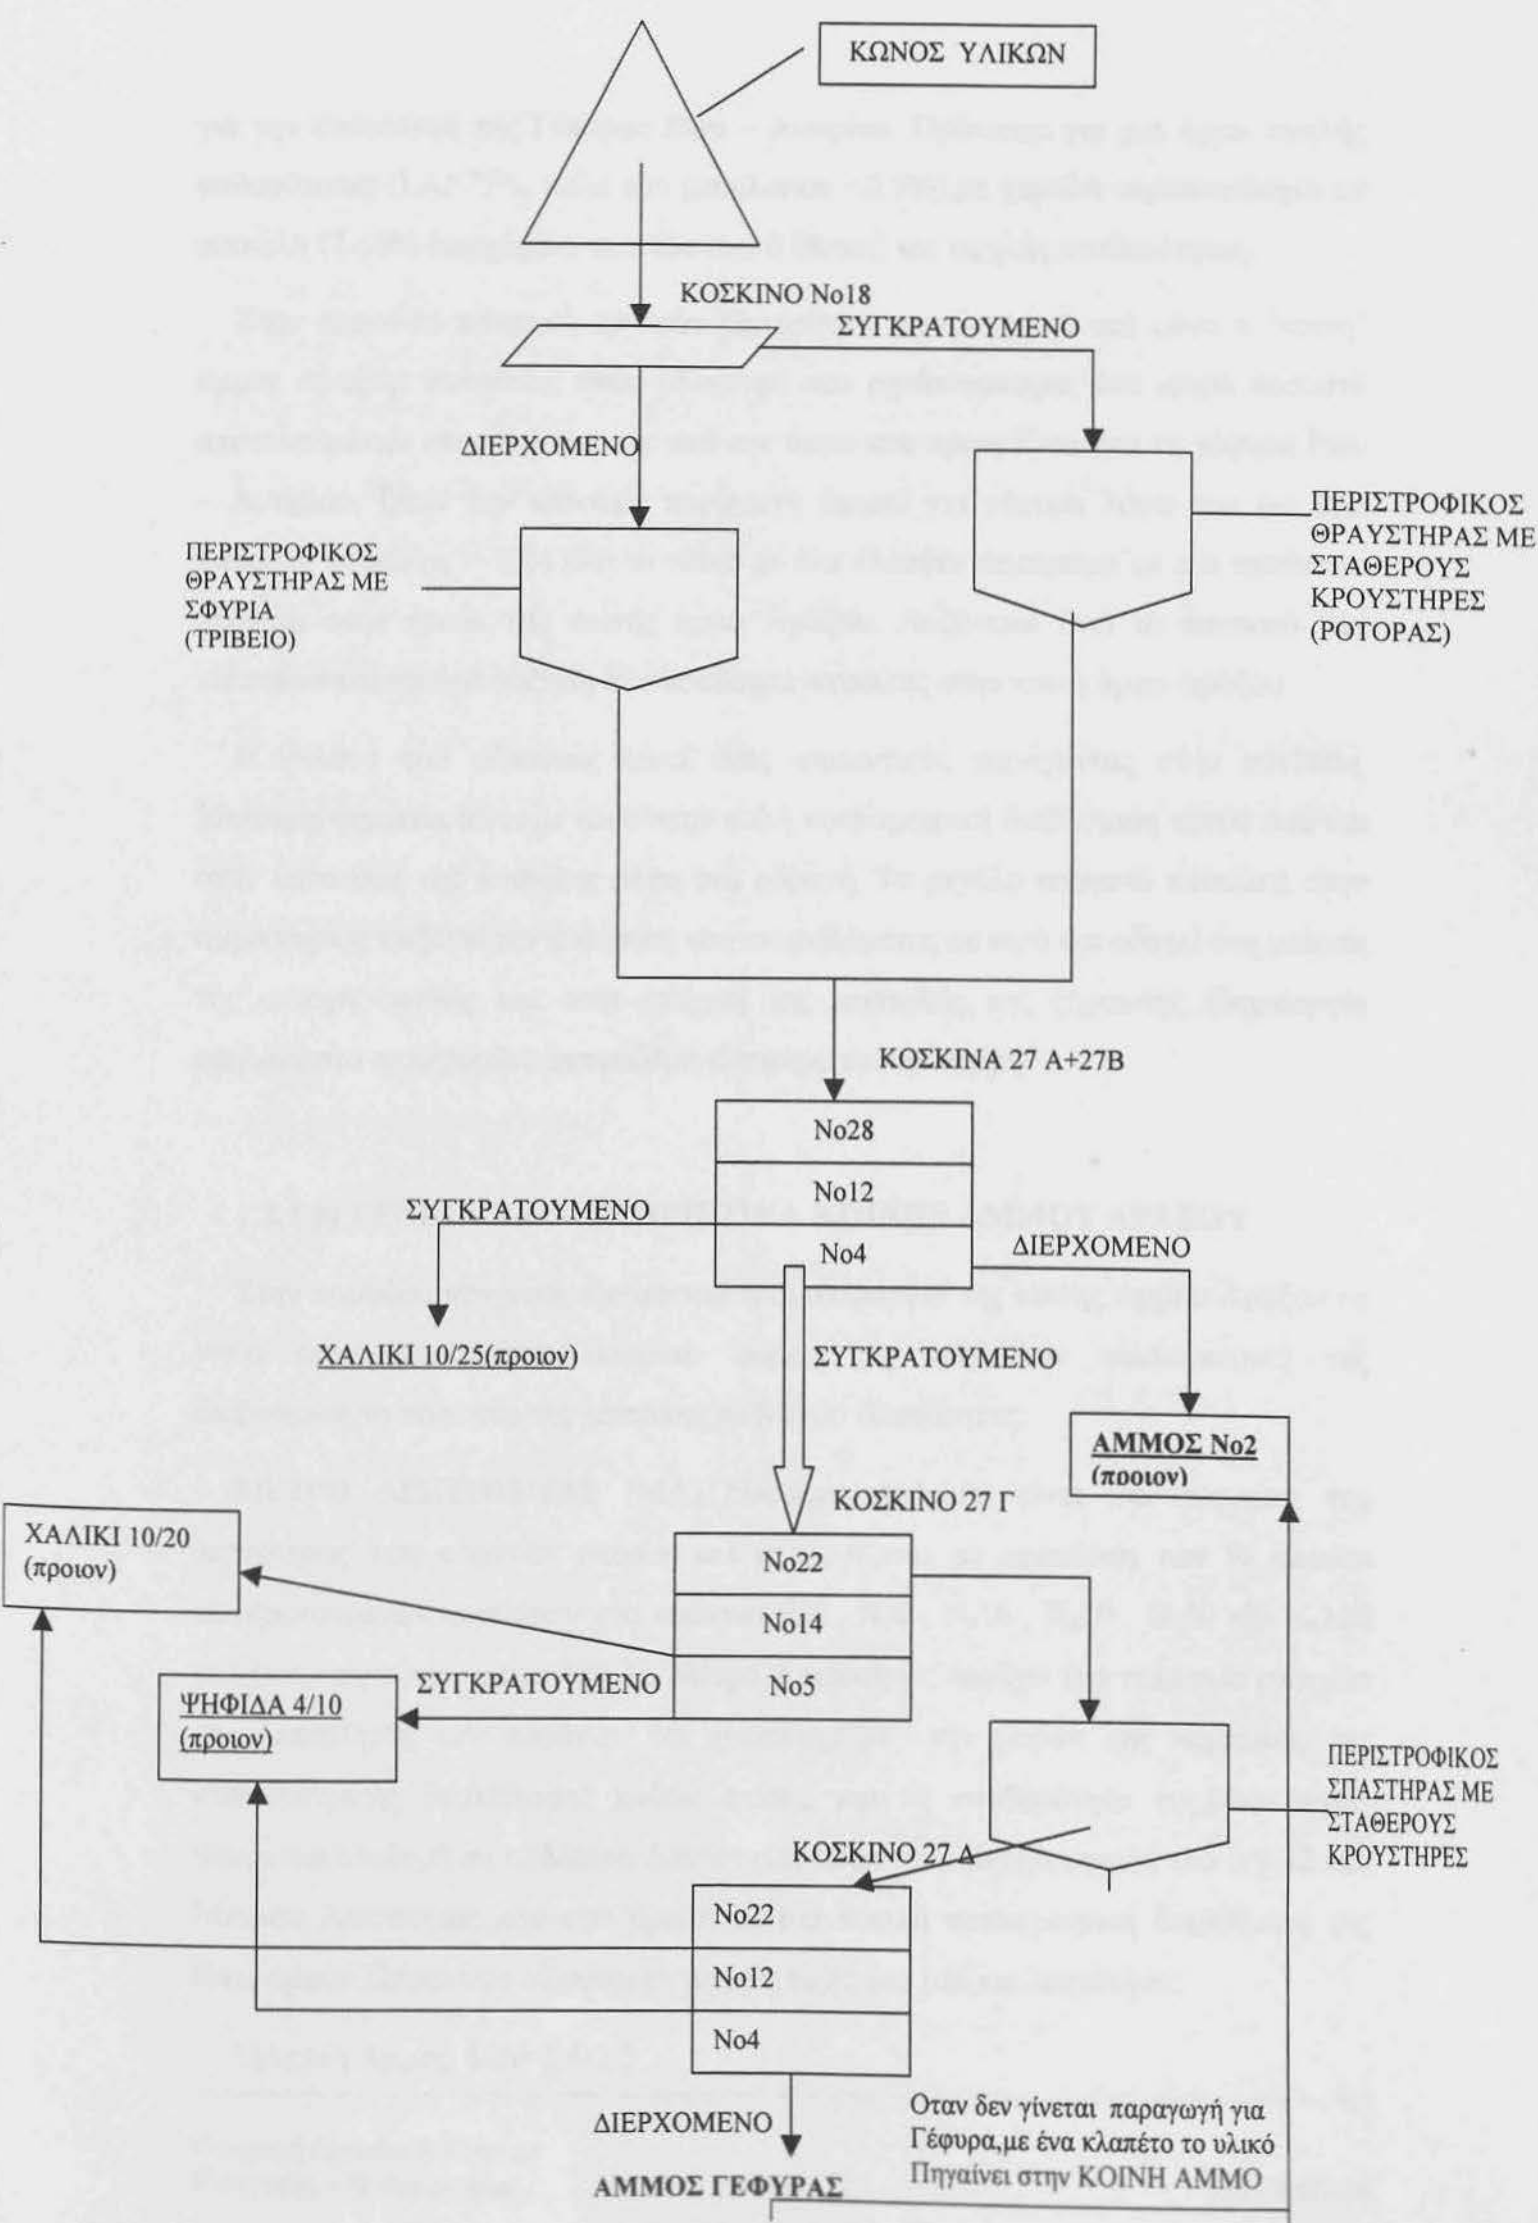 ΚΩΝΟΣ ΥΛΙΚΩΝ
ΚΟΣΚΙΝΟ Νο18
ΣΥΓΚΡΑΤΟΥΜΕΝΟ
ΔΙΕΡΧΟΜΕΝΟ
ΠΕΡΙΣΤΡΟΦΙΚΟΣ
ΘΡΑΥΣΤΗΡΑΣ ΜΕ
ΣΤΑΘΕΡΟΥΣ
ΚΡΟΥΣΤΗΡΕΣ
(ΡΟΤΟΡΑΣ)
ΠΕΡΙΣΤΡΟΦΙΚΟΣ
ΘΡΑΥΣΤΗΡΑΣ ΜΕ
ΣΦΥΡΙΑ
(ΤΡΙΒΕΙΟ)
ΚΟΣΚΙΝΑ 27 Α+27Β
Νο28
Νο12
Νο4
ΣΥΓΚΡΑΤΟΥΜΕΝΟ
ΔΙΕΡΧΟΜΕΝΟ
ΧΑΛΙΚΙ 10/25(προιον)
ΣΥΓΚΡΑΤΟΥΜΕΝΟ
ΑΜΜΟΣ Νο2
(προιον)
ΚΟΣΚΙΝΟ 27 Γ
ΧΑΛΙΚΙ 10/20
(προιον)
Νο22
Νο14
Νο5
ΣΥΓΚΡΑΤΟΥΜΕΝΟ
ΨΗΦΙΔΑ 4/10
(προιον)
ΠΕΡΙΣΤΡΟΦΙΚΟΣ
ΣΠΑΣΤΗΡΑΣ ΜΕ
ΣΤΑΘΕΡΟΥΣ
ΚΡΟΥΣΤΗΡΕΣ
ΚΟΣΚΙΝΟ 27 Δ
Νο22
Νο12
Νο4
ΔΙΕΡΧΟΜΕΝΟ
Οταν δεν γίνεται παραγωγή για
Γέφυρα,με ένα κλαπέτο το υλικό
Πηγαίνει στην ΚΟΙΝΗ ΑΜΜΟ
ΑΜΜΟΣ ΓΕΦΥΡΑΣ